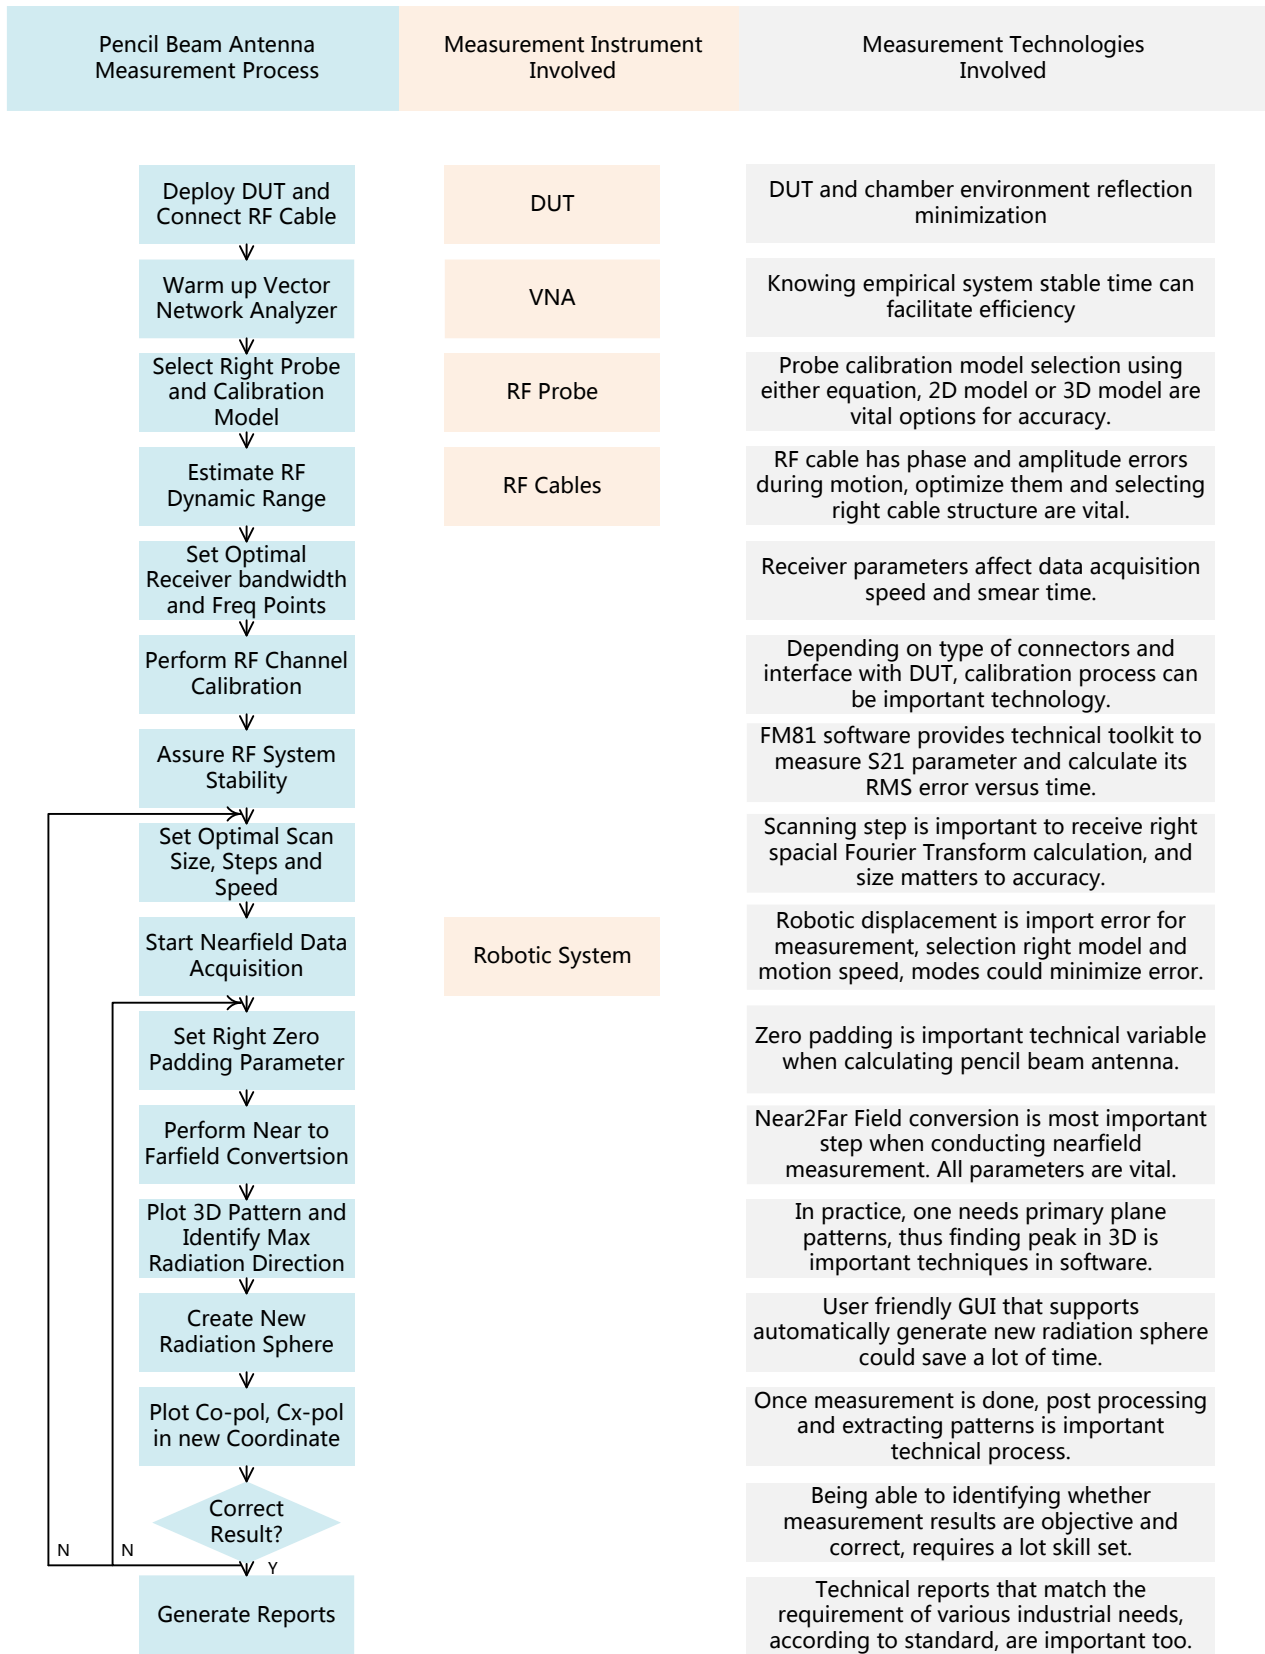 Pencil Beam Antenna
Measurement Process
Measurement Instrument
Involved
Measurement Technologies
Involved
Deploy DUT and
Connect RF Cable
DUT
DUT and chamber environment reflection
minimization
Warm up Vector
Network Analyzer
VNA
Knowing empirical system stable time can
facilitate efficiency
Select Right Probe
and Calibration
Model
RF Probe
Probe calibration model selection using
either equation, 2D model or 3D model are
vital options for accuracy.
Estimate RF
Dynamic Range
RF Cables
RF cable has phase and amplitude errors
during motion, optimize them and selecting
right cable structure are vital.
Set Optimal
Receiver bandwidth
and Freq Points
Receiver parameters affect data acquisition
speed and smear time.
Perform RF Channel
Calibration
Depending on type of connectors and
interface with DUT, calibration process can
be important technology.
Assure RF System
Stability
FM81 software provides technical toolkit to
measure S21 parameter and calculate its
RMS error versus time.
Set Optimal Scan
Size, Steps and
Speed
Scanning step is important to receive right
spacial Fourier Transform calculation, and
size matters to accuracy.
Start Nearfield Data
Acquisition
Robotic System
Robotic displacement is import error for
measurement, selection right model and
motion speed, modes could minimize error.
Set Right Zero
Padding Parameter
Zero padding is important technical variable
when calculating pencil beam antenna.
Perform Near to
Farfield Convertsion
Near2Far Field conversion is most important
step when conducting nearfield
measurement. All parameters are vital.
Plot 3D Pattern and
Identify Max
Radiation Direction
In practice, one needs primary plane
patterns, thus finding peak in 3D is
important techniques in software.
Create New
Radiation Sphere
User friendly GUI that supports
automatically generate new radiation sphere
could save a lot of time.
Plot Co-pol, Cx-pol
in new Coordinate
Once measurement is done, post processing
and extracting patterns is important
technical process.
Correct
Result?
Being able to identifying whether
measurement results are objective and
correct, requires a lot skill set.
N
N
Y
Generate Reports
Technical reports that match the
requirement of various industrial needs,
according to standard, are important too.